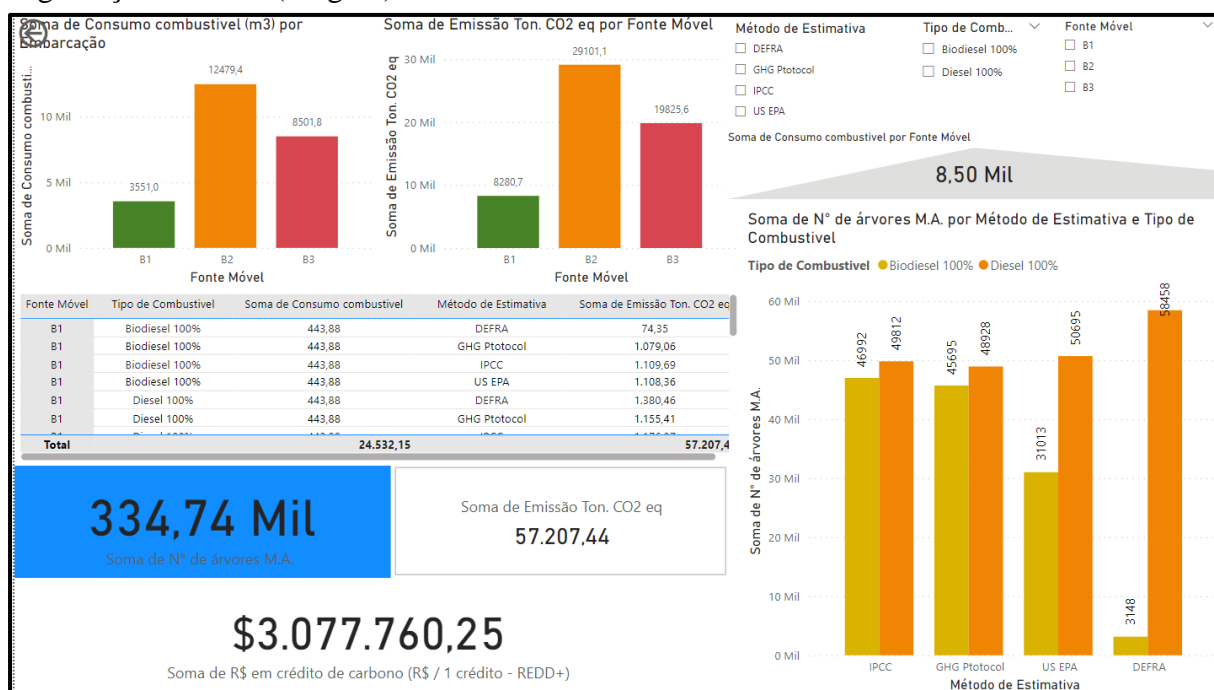 Soma de Consumo combustivel (m3) por
Embarcação
Soma de Consumo combusti...
10 Mil
5 Mil
0 Mil
3551,0
12479,4
8501,8
B1
B2
B3
Fonte Móvel
Soma de Emissão Ton. CO2 eq por Fonte Móvel
Soma de Emissão Ton. CO2 eq
30 Mil
20 Mil
10 Mil
0 Mil
8280,7
29101,1
19825,6
B1
B2
B3
Fonte Móvel
Método de Estimativa
DEFRA
GHG Ptotocol
IPCC
US EPA
Tipo de Comb...
Biodiesel 100%
Diesel 100%
Fonte Móvel
B1
B2
B3
Soma de Consumo combustivel por Fonte Móvel
8,50 Mil
Fonte Móvel Tipo de Combustivel Soma de Consumo combustivel Método de Estimativa Soma de Emissão Ton. CO2 eq
B1 Biodiesel 100% 443,88 DEFRA 74,35
B1 Biodiesel 100% 443,88 GHG Ptotocol 1.079,06
B1 Biodiesel 100% 443,88 IPCC 1.109,69
B1 Biodiesel 100% 443,88 US EPA 1.108,36
B1 Diesel 100% 443,88 DEFRA 1.380,46
B1 Diesel 100% 443,88 GHG Ptotocol 1.155,41
Total 24.532,15 57.207,4
334,74 Mil
Soma de N° de árvores M.A.
Soma de Emissão Ton. CO2 eq
57.207,44
$3.077.760,25
Soma de R$ em crédito de carbono (R$ / 1 crédito - REDD+)
Soma de N° de árvores M.A. por Método de Estimativa e Tipo de
Combustivel
Tipo de Combustivel Biodiesel 100% Diesel 100%
Soma de N° de árvores M.A.
60 Mil
50 Mil
40 Mil
30 Mil
20 Mil
10 Mil
0 Mil
46992
49812
45695
48928
31013
50695
3148
58458
IPCC
GHG Ptotocol
US EPA
DEFRA
Método de Estimativa